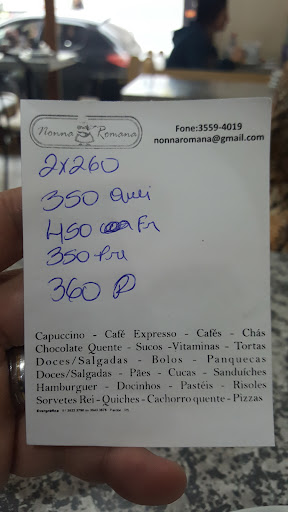 Nonna Romana
Fone:3559-4019
nonnaromana@gmail.com
2x260
350 Quei
450 Fr
350 Pru
360 P
Capuccino - Café Expresso - Cafés - Chás
Chocolate Quente - Sucos -Vitaminas - Tortas
Doces/Salgadas - Bolos - Panquecas
Doces/Salgadas - Pães - Cucas - Sanduíches
Hamburguer - Docinhos - Pastéis - Risoles
Sorvetes Rei - Quiches - Cachorro quente - Pizzas